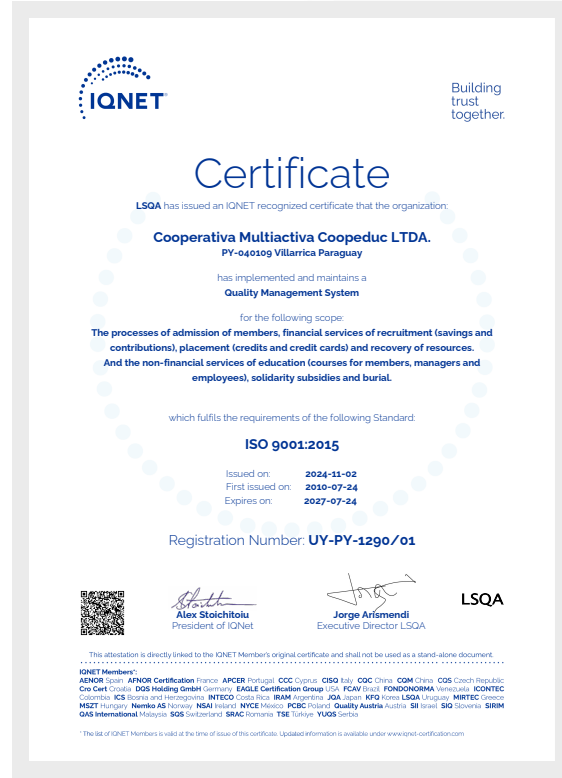 IQNET
Building
trust
together.
Certificate
LSQA has issued an IQNET recognized certificate that the organization:
Cooperativa Multiactiva Coopeduc LTDA.
PY-040109 Villarrica Paraguay
has implemented and maintains a
Quality Management System
for the following scope:
The processes of admission of members, financial services of recruitment (savings and
contributions), placement (credits and credit cards) and recovery of resources.
And the non-financial services of education (courses for members, managers and
employees), solidarity subsidies and burial.
which fulfils the requirements of the following Standard:
ISO 9001:2015
Issued on: 2024-11-02
First issued on: 2010-07-24
Expires on: 2027-07-24
Registration Number: UY-PY-1290/01
Alex Stoichitoiu
President of IQNet
Jorge Arismendi
Executive Director LSQA
LSQA
This attestation is directly linked to the IQNET Member's original certificate and shall not be used as a stand-alone document.
IQNET Members*:
AENOR Spain AFNOR Certification France APCER Portugal CCC Cyprus CISQ Italy CQC China CQM China CQS Czech Republic
Cro Cert Croatia DQS Holding GmbH Germany EAGLE Certification Group USA FCAV Brazil FONDONORMA Venezuela ICONTEC
Colombia ICS Bosnia and Herzegovina INTECO Costa Rica IRAM Argentina JQA Japan KFQ Korea LSQA Uruguay MIRTEC Greece
MSZT Hungary Nemko AS Norway NSAI Ireland NYCE México PCBC Poland Quality Austria Austria SII Israel SIQ Slovenia SIRIM
QAS International Malaysia SQS Switzerland SRAC Romania TSE Türkiye YUQS Serbia
* The list of IQNET Members is valid at the time of issue of this certificate. Updated information is available under www.iqnet-certification.com